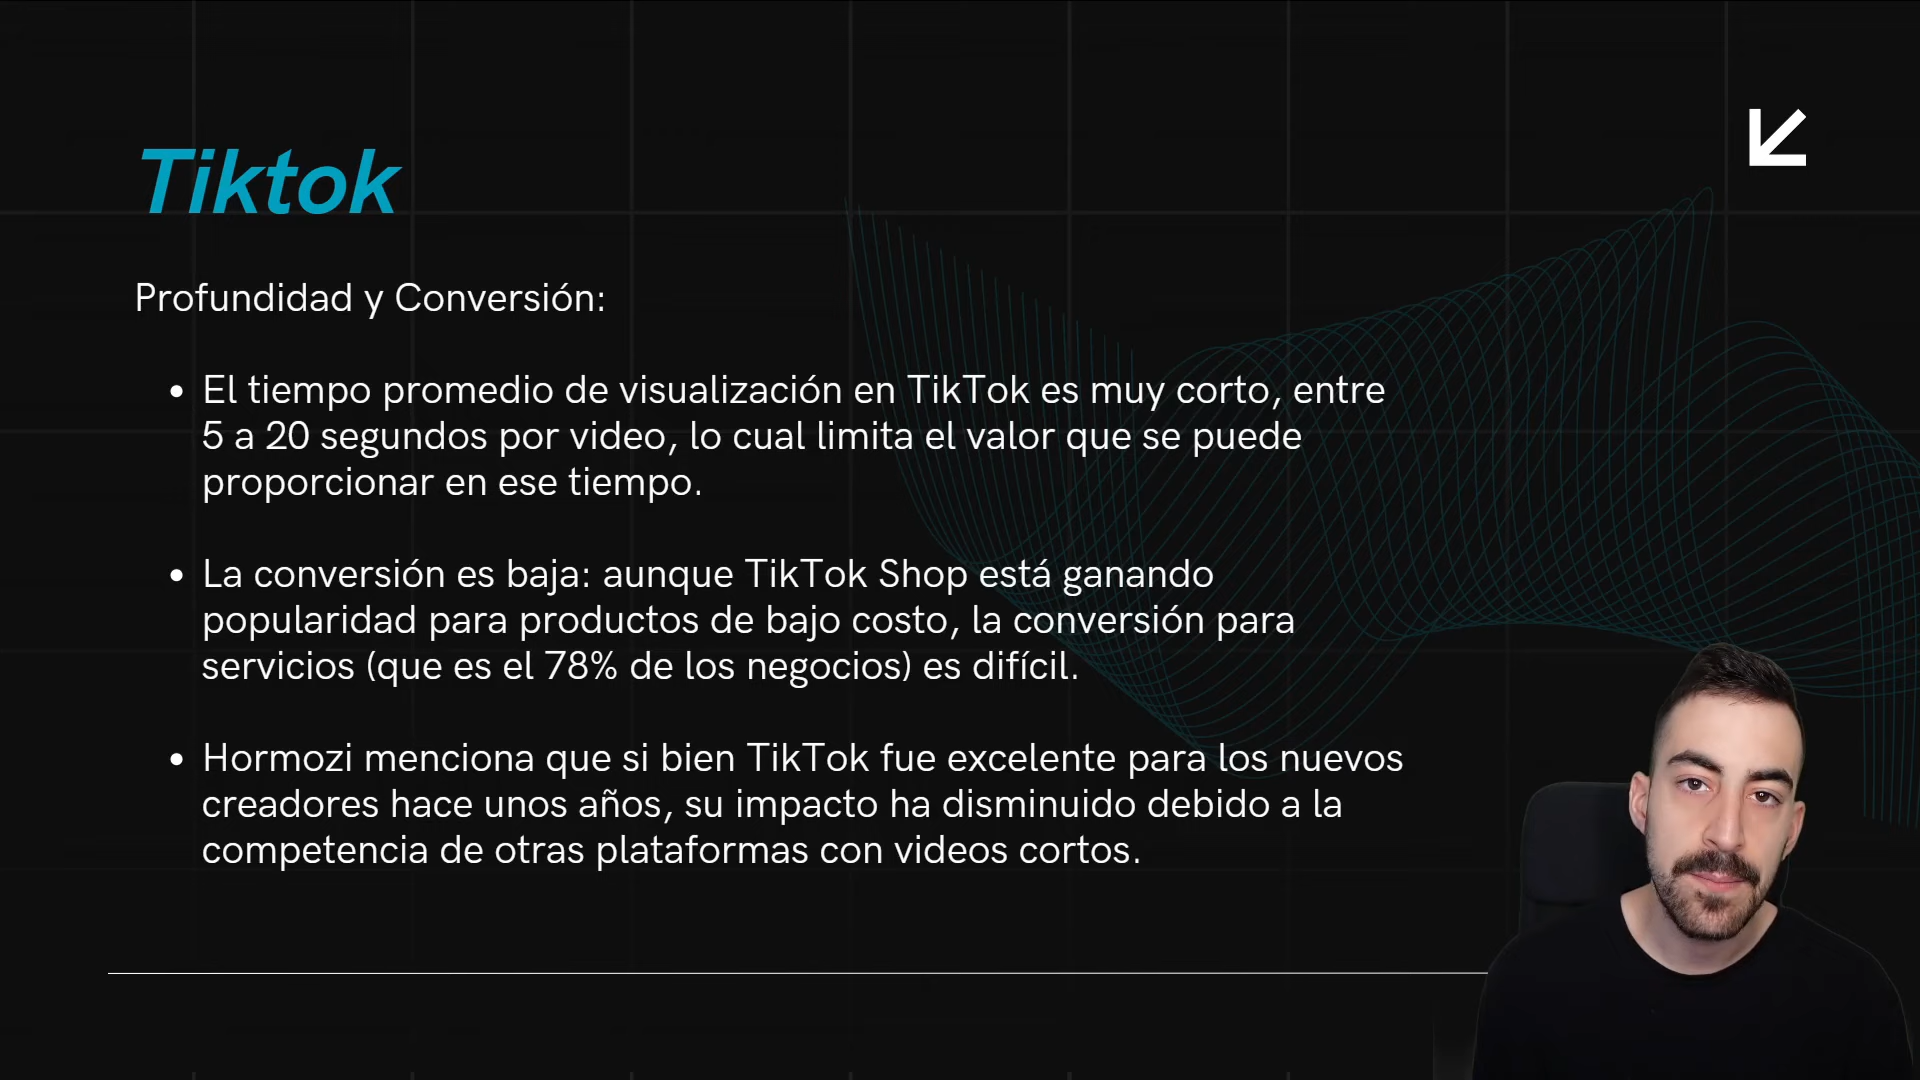 Tiktok
Profundidad y Conversión:
• El tiempo promedio de visualización en TikTok es muy corto, entre
5 a 20 segundos por video, lo cual limita el valor que se puede
proporcionar en ese tiempo.
• La conversión es baja: aunque TikTok Shop está ganando
popularidad para productos de bajo costo, la conversión para
servicios (que es el 78% de los negocios) es difícil.
• Hormozi menciona que si bien TikTok fue excelente para los nuevos
creadores hace unos años, su impacto ha disminuido debido a la
competencia de otras plataformas con videos cortos.